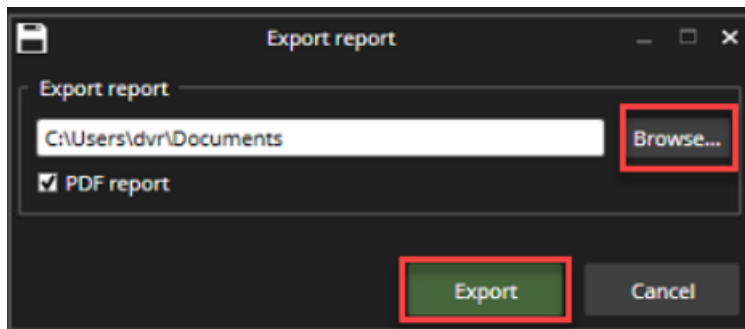 Export report
Export report
C:\Users\dvr\Documents
Browse...
PDF report
Export
Cancel